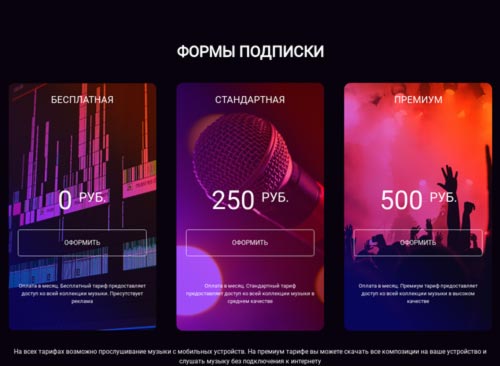 ФОРМЫ ПОДПИСКИ
БЕСПЛАТНАЯ
0 РУБ.
ОФОРМИТЬ
Оплата в месяц. Бесплатный тариф предоставляет
доступ ко всей коллекции музыки. Присутствует
реклама
СТАНДАРТНАЯ
250 РУБ.
ОФОРМИТЬ
Оплата в месяц. Стандартный тариф
предоставляет доступ ко всей коллекции музыки в
среднем качестве
ПРЕМИУМ
500 РУБ.
ОФОРМИТЬ
Оплата в месяц. Премиум тариф предоставляет
доступ ко всей коллекции музыки в высоком
качестве
На всех тарифах возможно прослушивание музыки с мобильных устройств. На премиум тарифе вы можете скачать все композиции на ваше устройство и
слушать музыку без подключения к интернету